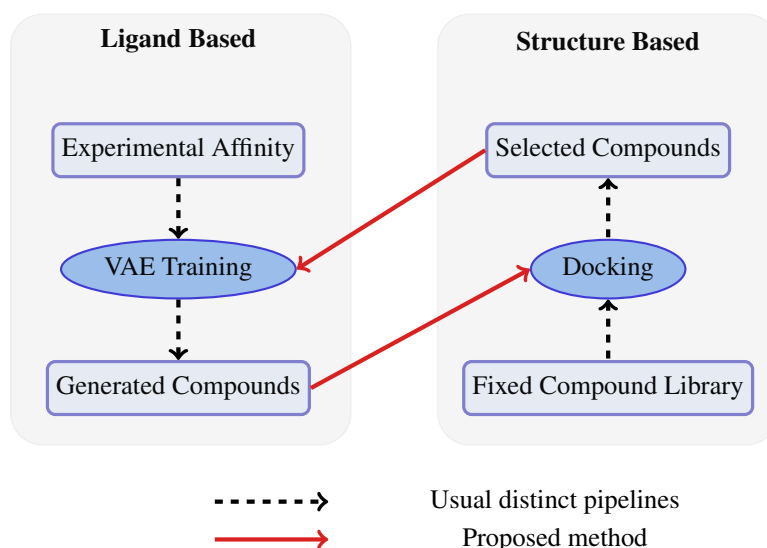 Ligand Based
Structure Based
Experimental Affinity
Selected Compounds
VAE Training
Docking
Generated Compounds
Fixed Compound Library
Usual distinct pipelines
Proposed method